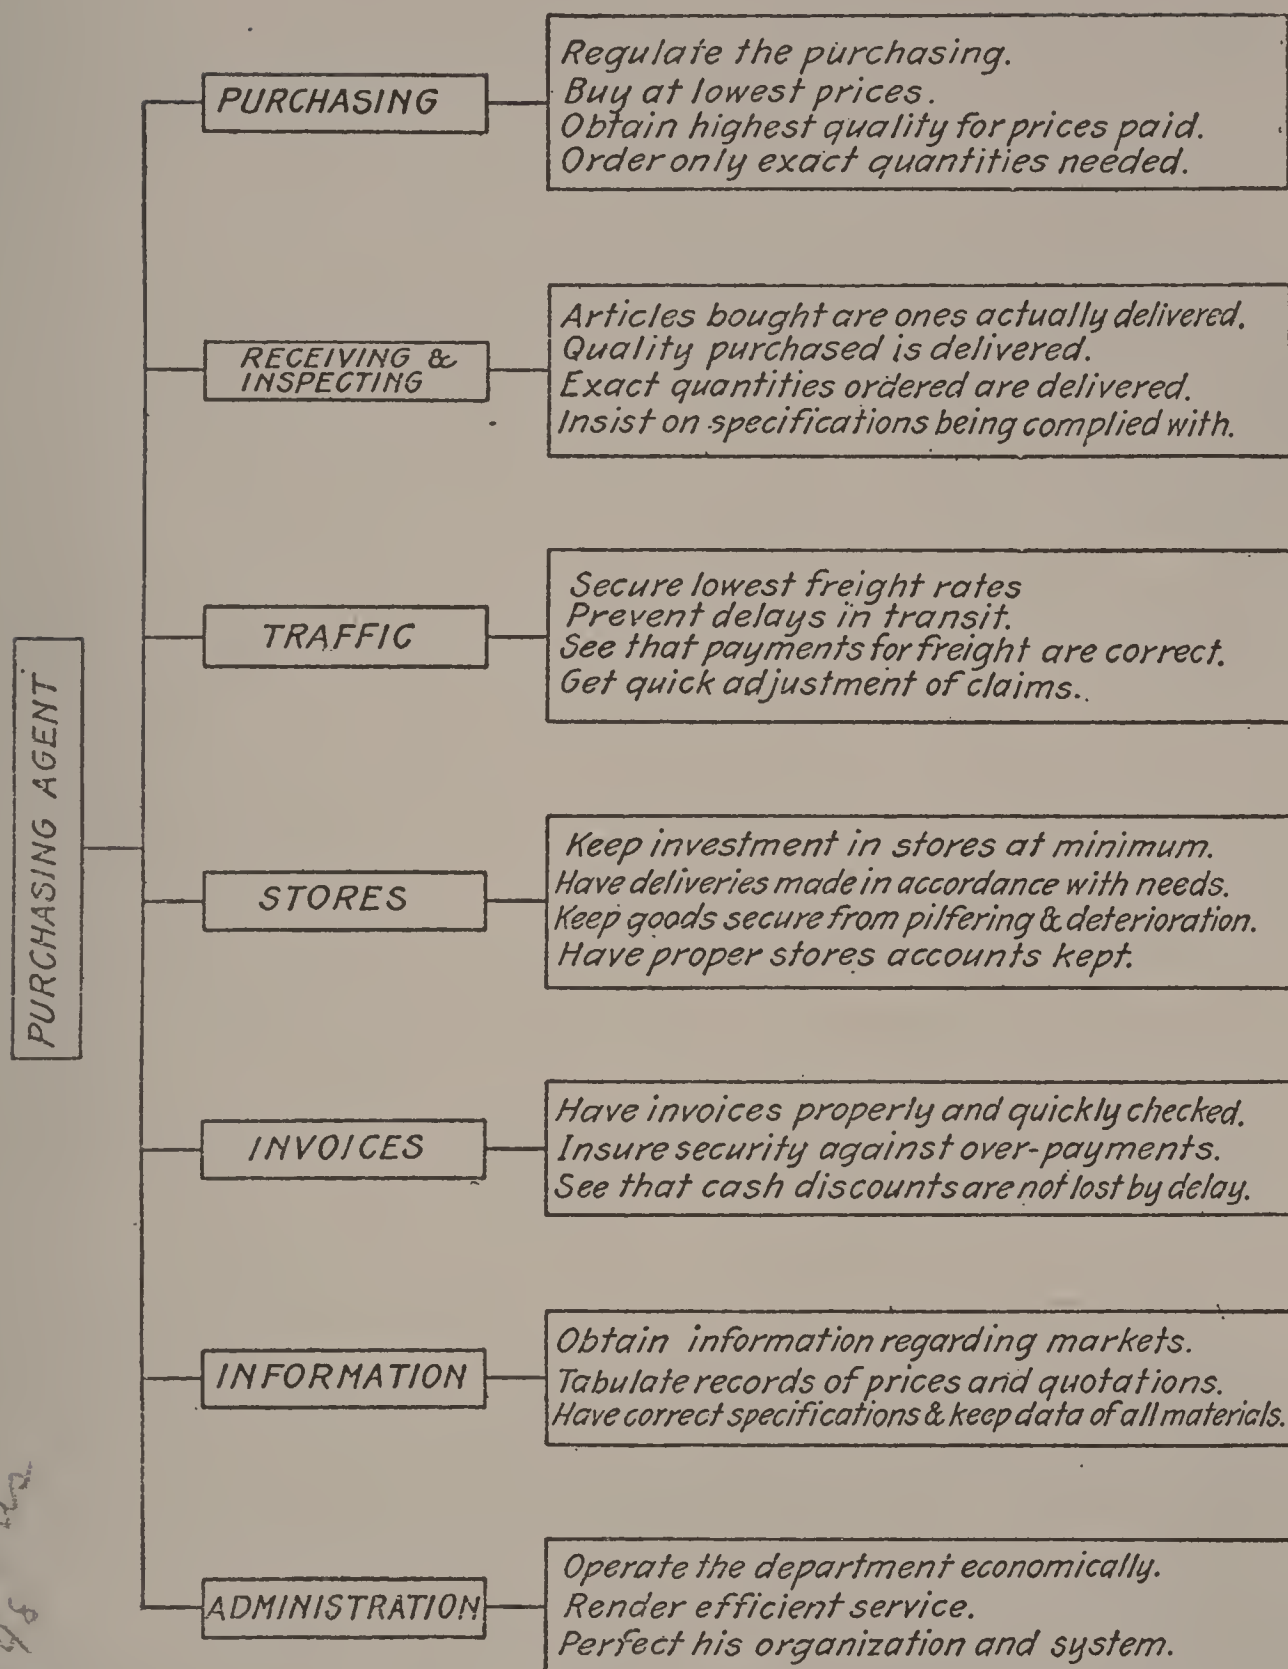 PURCHASING AGENT
PURCHASING
Regulate the purchasing.
Buy at lowest prices.
Obtain highest quality for prices paid.
Order only exact quantities needed.
RECEIVING &
INSPECTING
Articles bought are ones actually delivered.
Quality purchased is delivered.
Exact quantities ordered are delivered.
Insist on specifications being complied with.
TRAFFIC
Secure lowest freight rates
Prevent delays in transit.
See that payments for freight are correct.
Get quick adjustment of claims.
STORES
Keep investment in stores at minimum.
Have deliveries made in accordance with needs.
Keep goods secure from pilfering & deterioration.
Have proper stores accounts kept.
INVOICES
Have invoices properly and quickly checked.
Insure security against over-payments.
See that cash discounts are not lost by delay.
INFORMATION
Obtain information regarding markets.
Tabulate records of prices and quotations.
Have correct specifications & keep data of all materials.
ADMINISTRATION
Operate the department economically.
Render efficient service.
Perfect his organization and system.